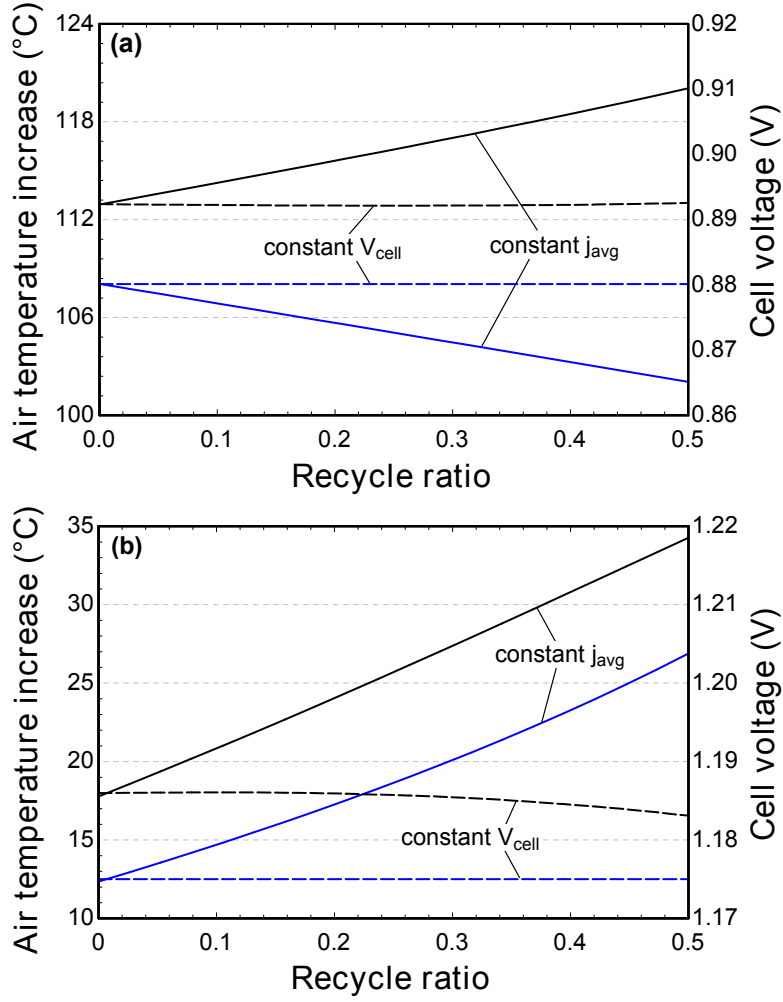 (a)
Air temperature increase (°C)
124
118
112
106
100
0.92
0.91
0.90
0.89
0.88
0.87
0.86
Cell voltage (V)
constant V_cell
constant j_avg
0.0 0.1 0.2 0.3 0.4 0.5
Recycle ratio
(b)
Air temperature increase (°C)
35
30
25
20
15
10
1.22
1.21
1.20
1.19
1.18
1.17
Cell voltage (V)
constant j_avg
constant V_cell
0 0.1 0.2 0.3 0.4 0.5
Recycle ratio